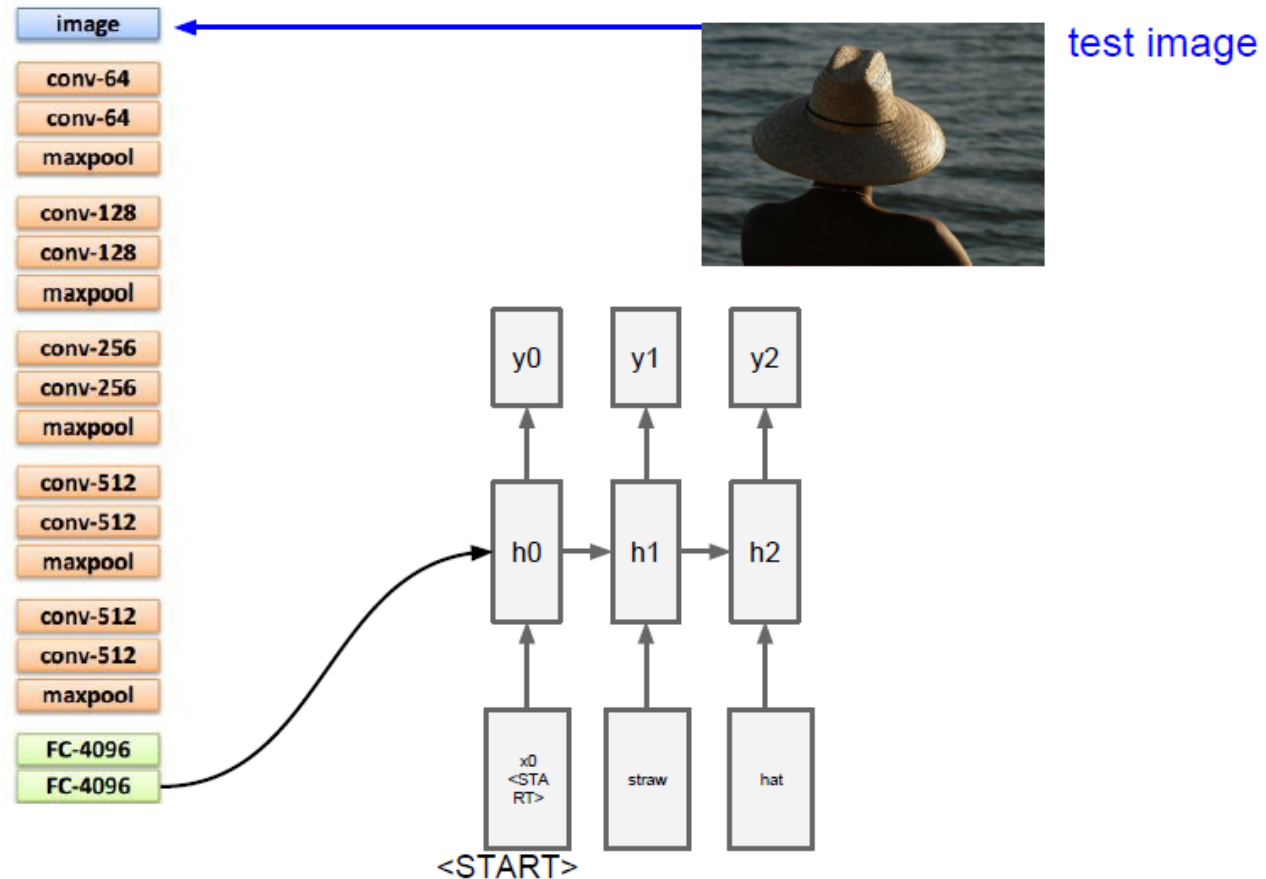 image
test image
conv-64
conv-64
maxpool
conv-128
conv-128
maxpool
conv-256
conv-256
maxpool
conv-512
conv-512
maxpool
conv-512
conv-512
maxpool
FC-4096
FC-4096
y0
y1
y2
h0
h1
h2
x0
<STA
RT>
straw
hat
<START>